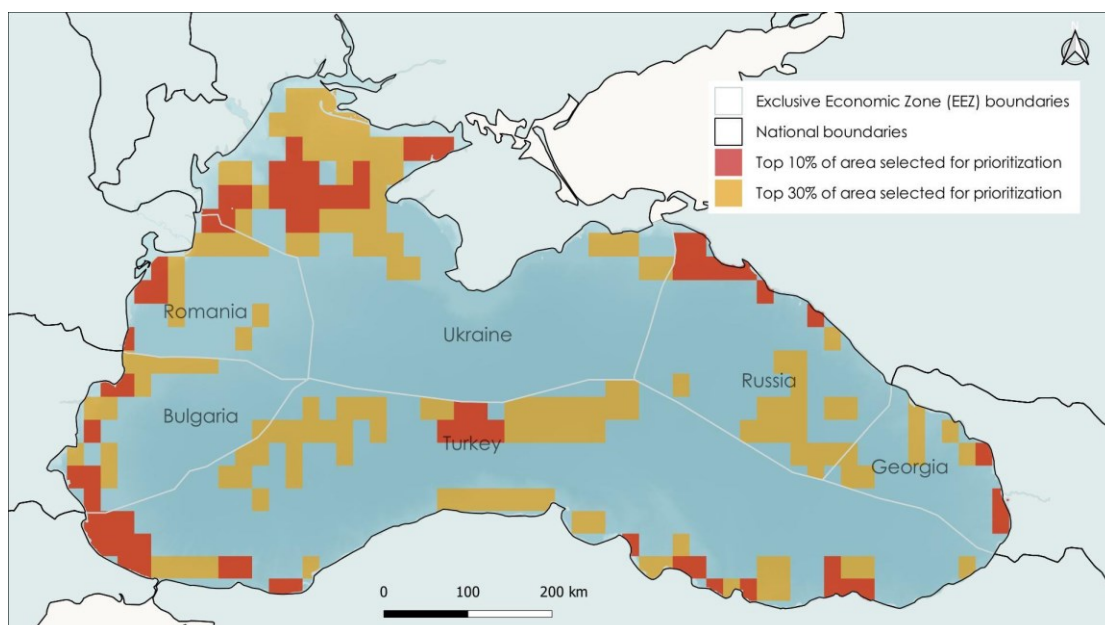 N
Exclusive Economic Zone (EEZ) boundaries
National boundaries
Top 10% of area selected for prioritization
Top 30% of area selected for prioritization
Romania
Ukraine
Russia
Bulgaria
Turkey
Georgia
0 100 200 km